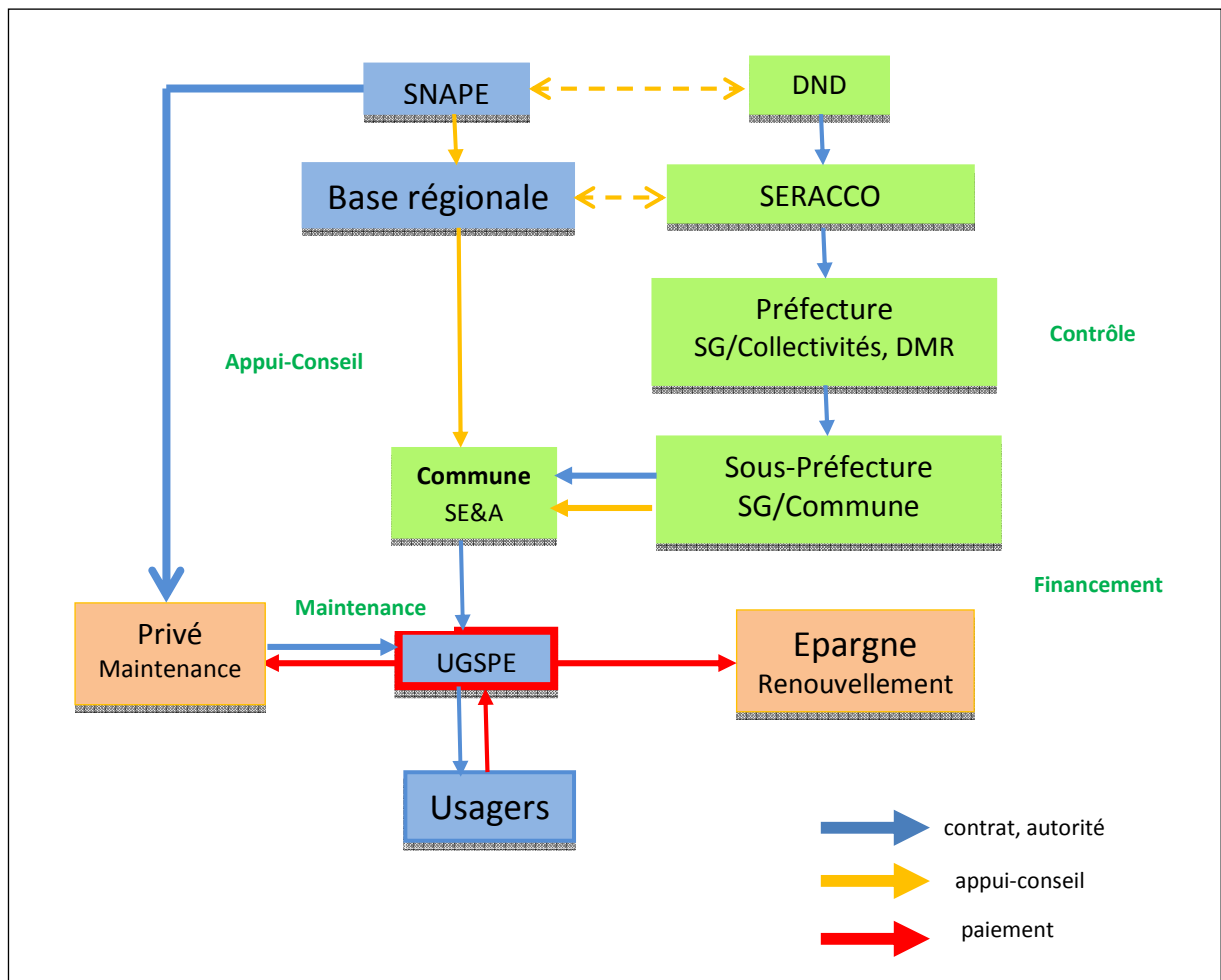 SNAPE
DND
Base régionale
SERACCO
Préfecture
SG/Collectivités, DMR
Contrôle
Appui-Conseil
Commune
SE&A
Sous-Préfecture
SG/Commune
Financement
Maintenance
Privé
Maintenance
UGSPE
Epargne
Renouvellement
Usagers
contrat, autorité
appui-conseil
paiement